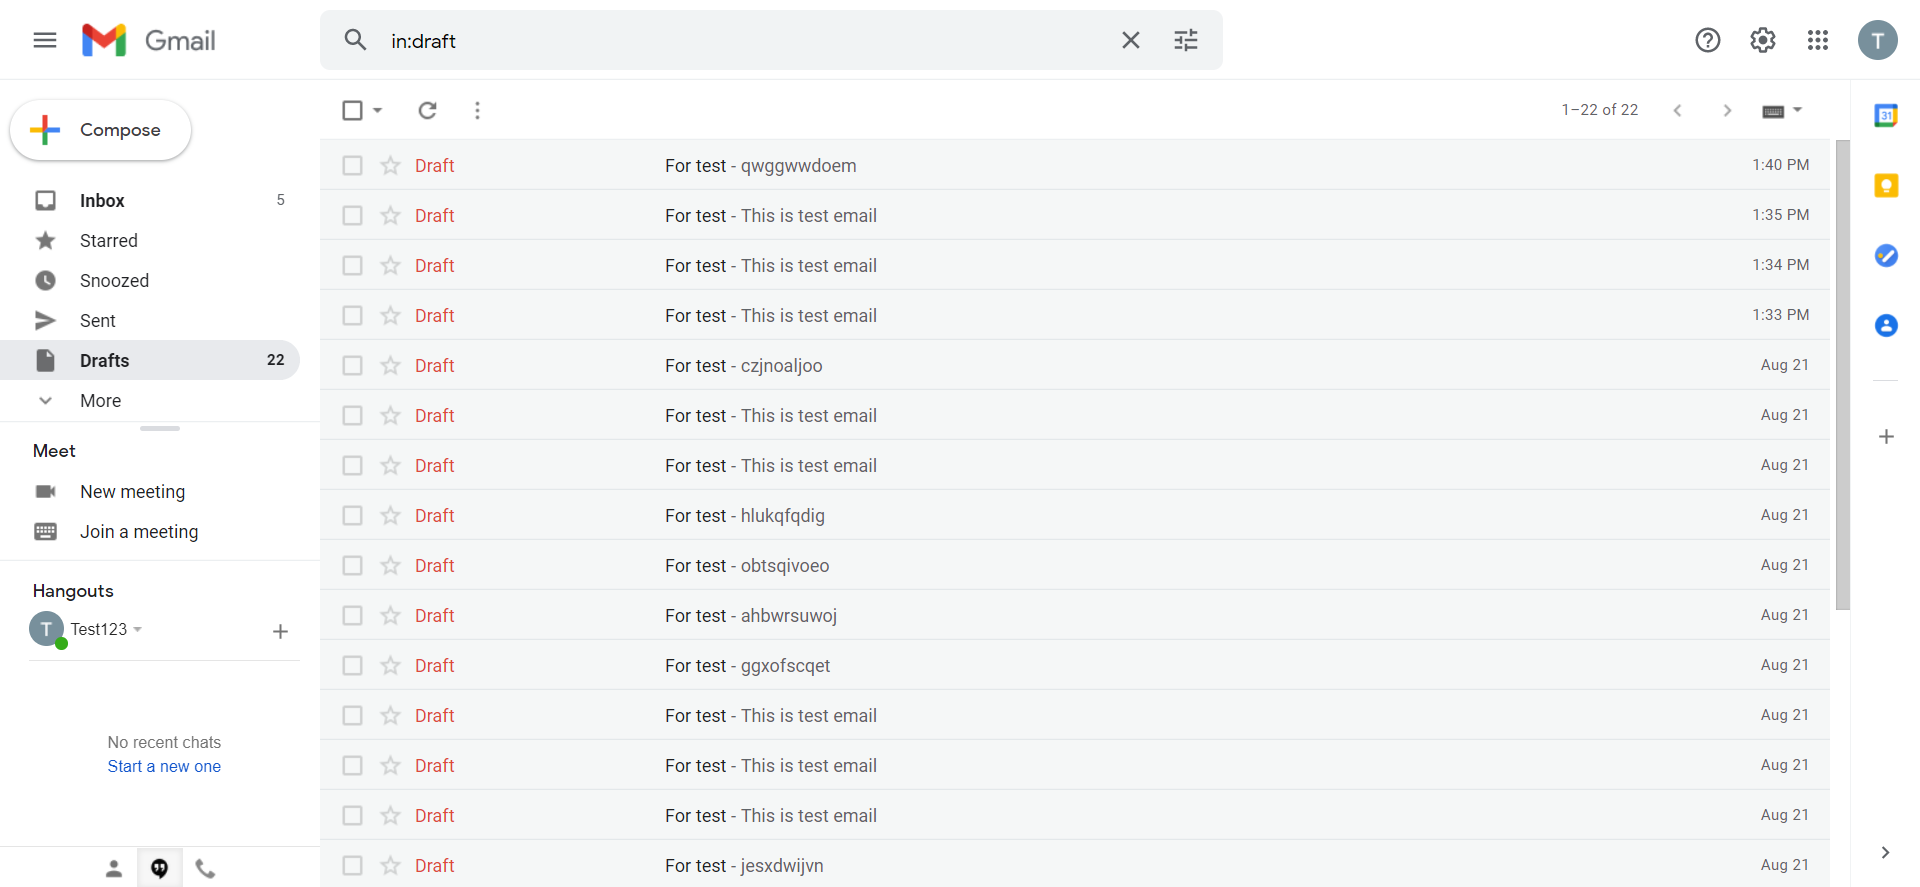 Gmail
in:draft
T
Compose
1–22 of 22
31
Inbox 5
Starred
Snoozed
Sent
Drafts 22
More
Meet
New meeting
Join a meeting
Hangouts
T Test123
No recent chats
Start a new one
Draft For test - qwggwwdoem 1:40 PM
Draft For test - This is test email 1:35 PM
Draft For test - This is test email 1:34 PM
Draft For test - This is test email 1:33 PM
Draft For test - czjnoaljoo Aug 21
Draft For test - This is test email Aug 21
Draft For test - This is test email Aug 21
Draft For test - hlukqfqdig Aug 21
Draft For test - obtsqivoeo Aug 21
Draft For test - ahbwrsuwoj Aug 21
Draft For test - ggxofscqet Aug 21
Draft For test - This is test email Aug 21
Draft For test - This is test email Aug 21
Draft For test - This is test email Aug 21
Draft For test - jesxdwijvn Aug 21